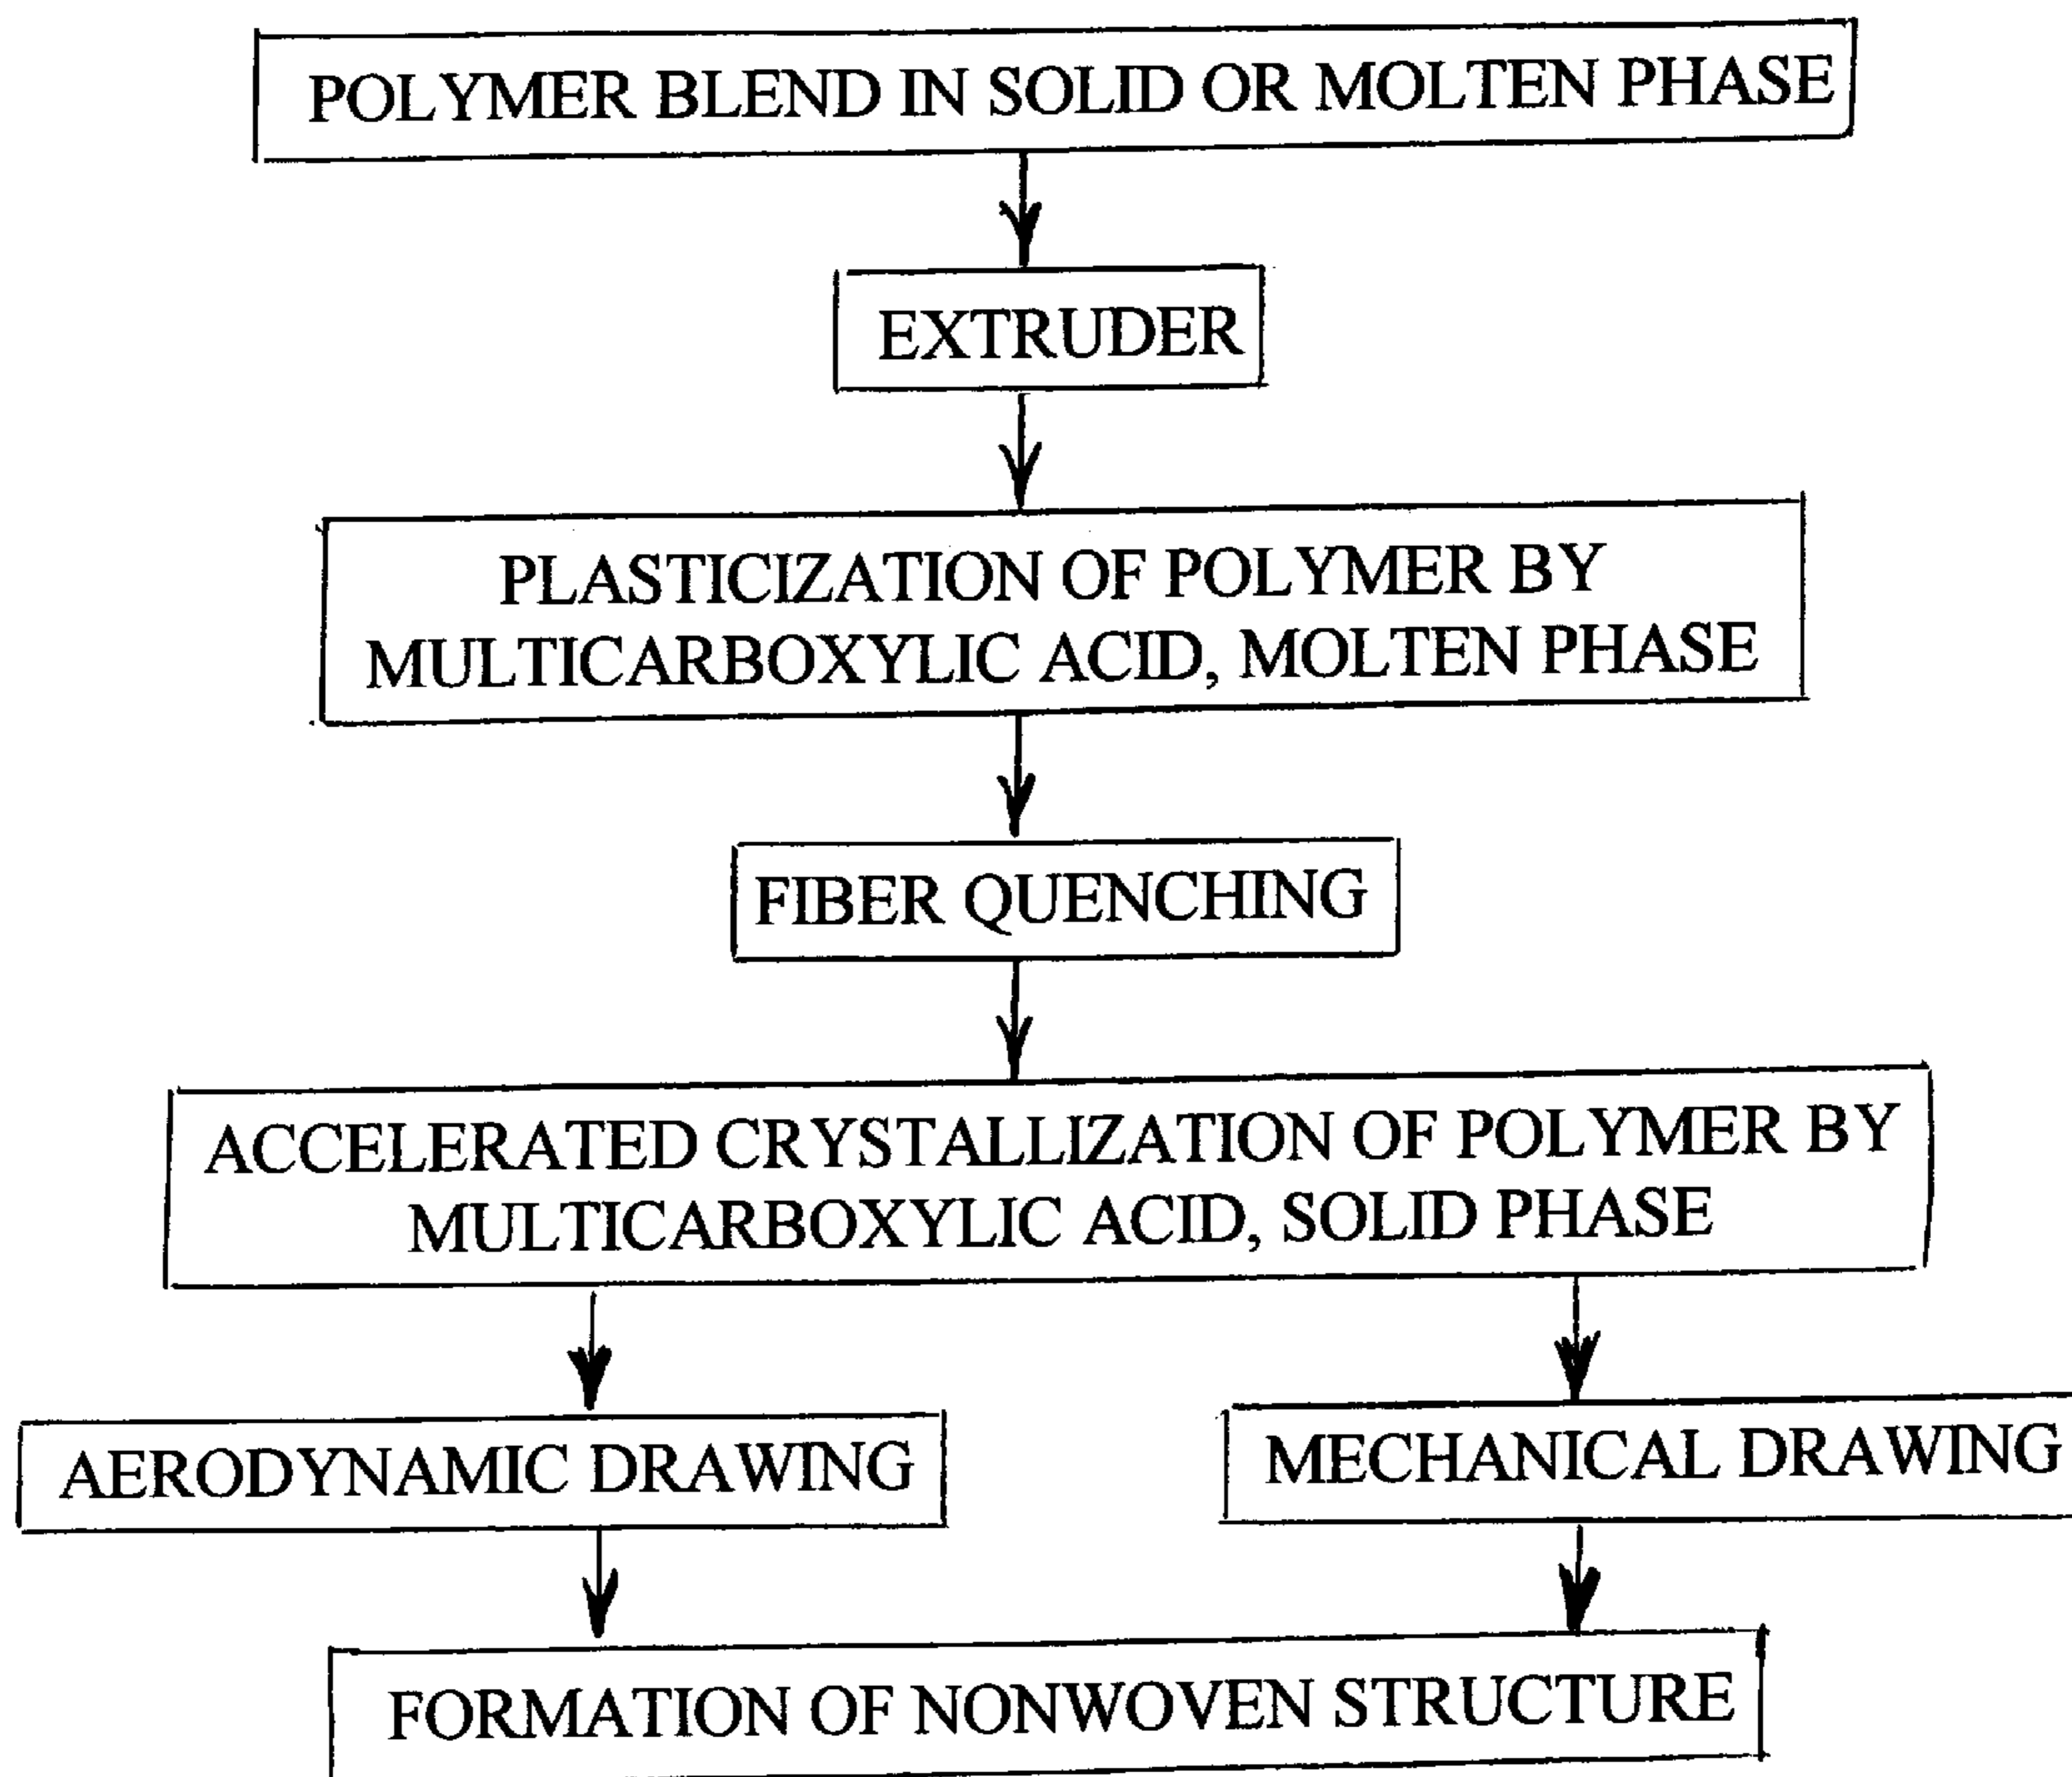 POLYMER BLEND IN SOLID OR MOLTEN PHASE
EXTRUDER
PLASTICIZATION OF POLYMER BY
MULTICARBOXYLIC ACID, MOLTEN PHASE
FIBER QUENCHING
ACCELERATED CRYSTALLIZATION OF POLYMER BY
MULTICARBOXYLIC ACID, SOLID PHASE
AERODYNAMIC DRAWING
MECHANICAL DRAWING
FORMATION OF NONWOVEN STRUCTURE